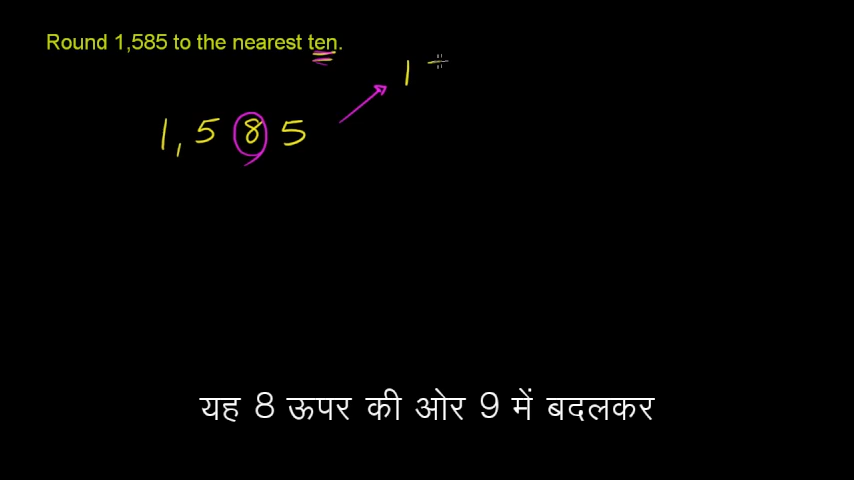 Round 1,585 to the nearest ten.
1
1,585
यह 8 ऊपर की ओर 9 में बदलकर